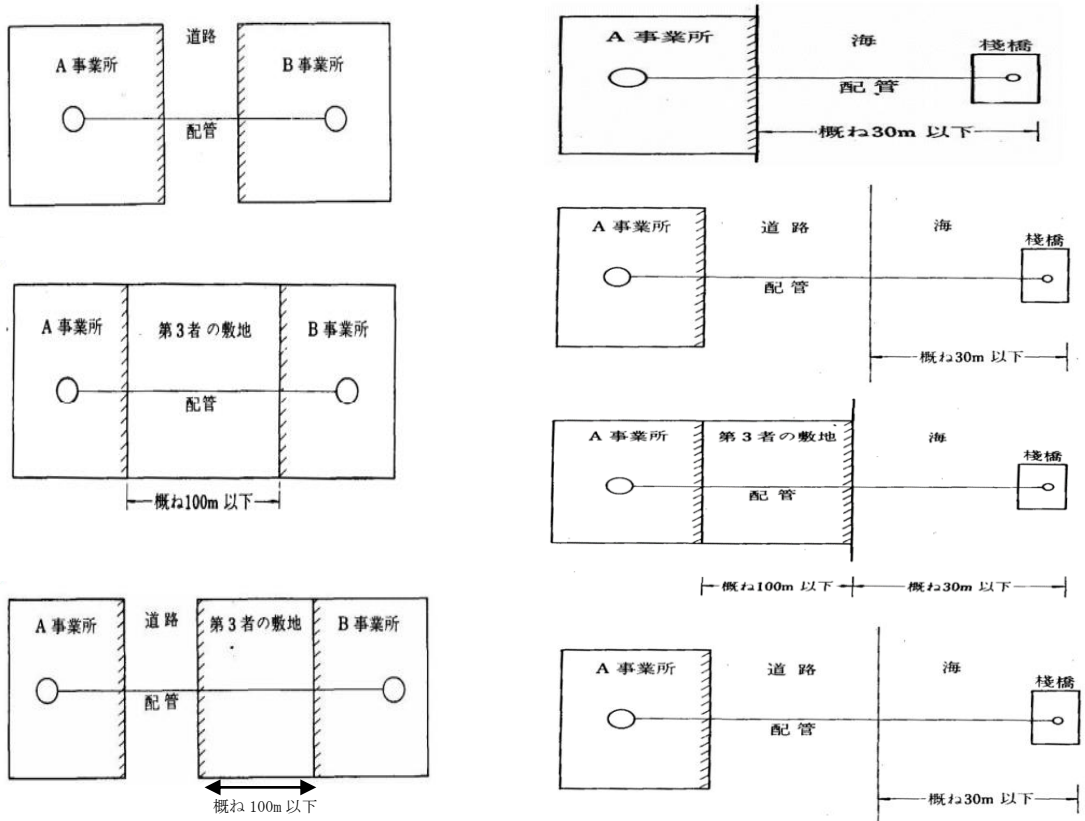 道路
A 事業所
B 事業所
配管
A 事業所
第3者の敷地
B 事業所
配管
概ね100m 以下
A 事業所
道路
第3者の敷地
B 事業所
配管
概ね 100m 以下
A 事業所
海
棧橋
配管
概ね30m 以下
A 事業所
道路
海
棧橋
配管
概ね30m 以下
A 事業所
第3者の敷地
海
棧橋
配管
概ね100m 以下
概ね30m 以下
A 事業所
道路
海
棧橋
配管
概ね30m 以下